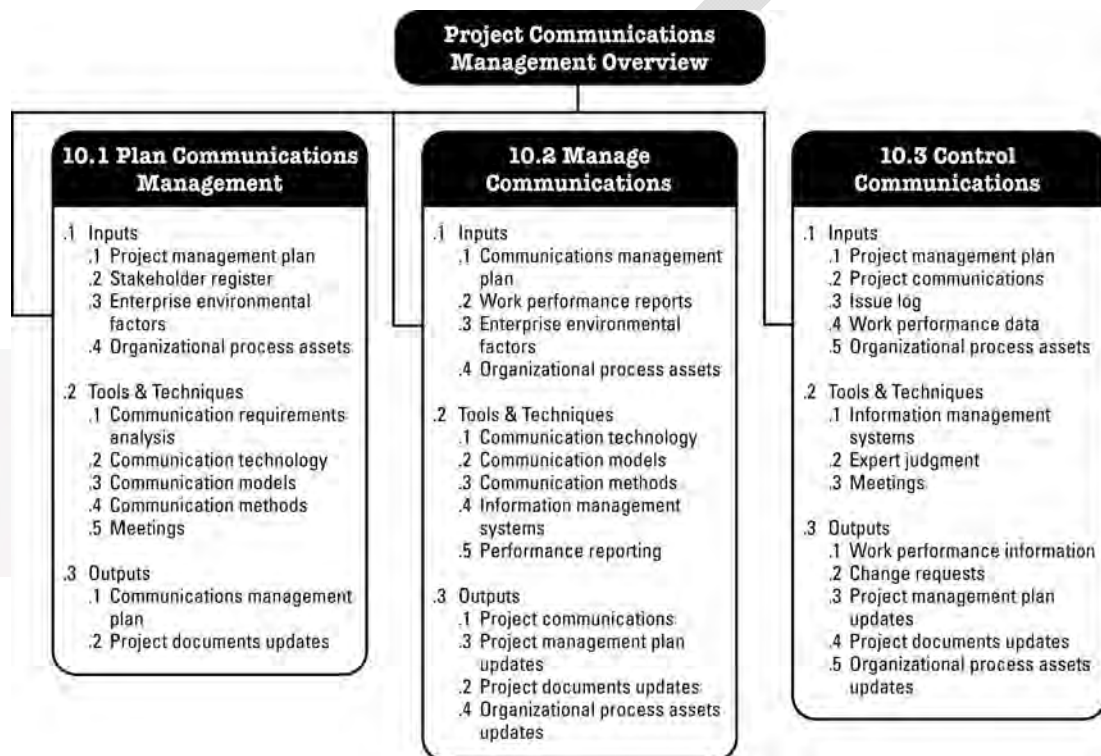 Project Communications
Management Overview
10.1 Plan Communications
Management
.1 Inputs
.1 Project management plan
.2 Stakeholder register
.3 Enterprise environmental
factors
.4 Organizational process assets
.2 Tools & Techniques
.1 Communication requirements
analysis
.2 Communication technology
.3 Communication models
.4 Communication methods
.5 Meetings
.3 Outputs
.1 Communications management
plan
.2 Project documents updates
10.2 Manage
Communications
.1 Inputs
.1 Communications management
plan
.2 Work performance reports
.3 Enterprise environmental
factors
.4 Organizational process assets
.2 Tools & Techniques
.1 Communication technology
.2 Communication models
.3 Communication methods
.4 Information management
systems
.5 Performance reporting
.3 Outputs
.1 Project communications
.3 Project management plan
updates
.2 Project documents updates
.4 Organizational process assets
updates
10.3 Control
Communications
.1 Inputs
.1 Project management plan
.2 Project communications
.3 Issue log
.4 Work performance data
.5 Organizational process assets
.2 Tools & Techniques
.1 Information management
systems
.2 Expert judgment
.3 Meetings
.3 Outputs
.1 Work performance information
.2 Change requests
.3 Project management plan
updates
.4 Project documents updates
.5 Organizational process assets
updates